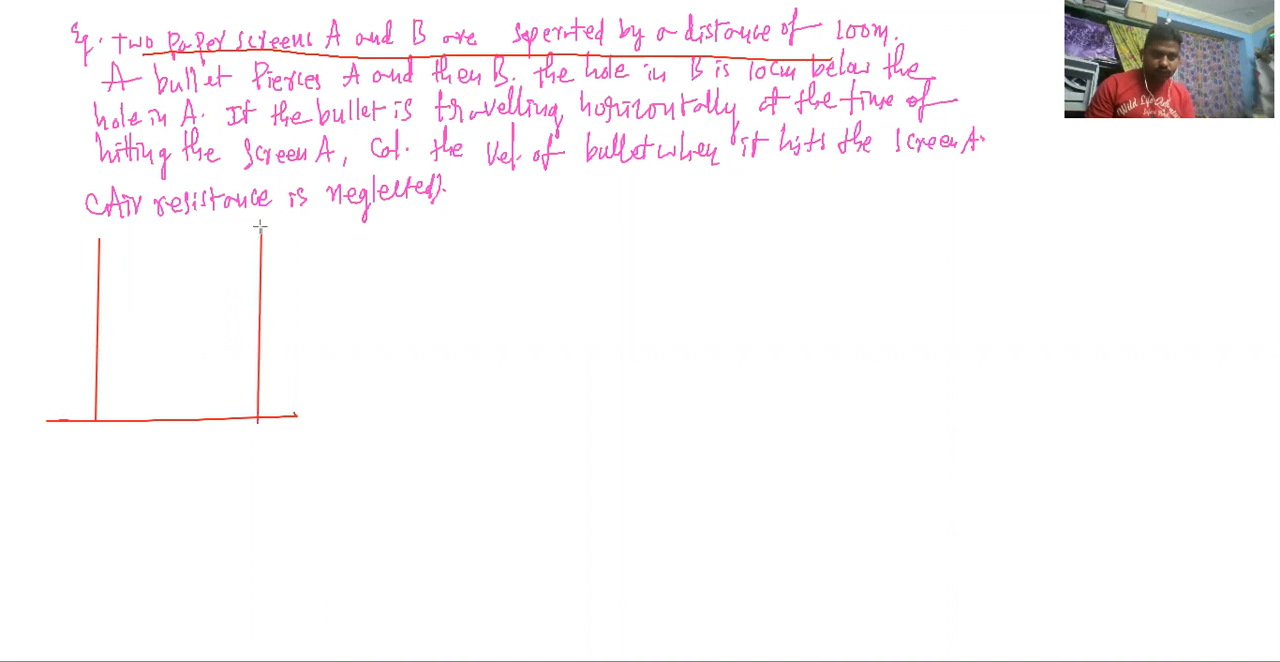 Eg. Two Paper screens A and B are seperated by a distance of 100m.
A bullet Pierces A and then B. The hole in B is 10cm below the
hole in A. If the bullet is travelling horizontally at the time of
hitting the screen A, Cal. the Vel. of bullet when it hits the screen A.
(Air resistance is neglected).
Wild Life